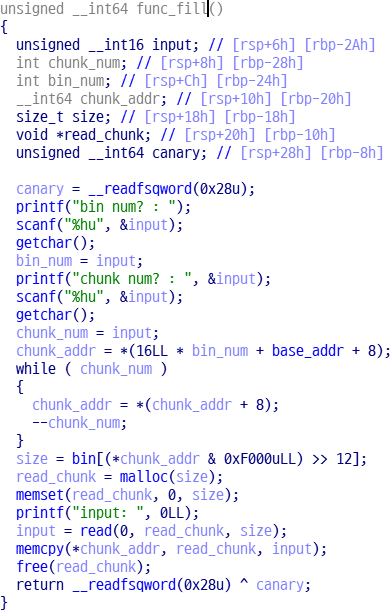 unsigned __int64 func_fill()
{
unsigned __int16 input; // [rsp+6h] [rbp-2Ah]
int chunk_num; // [rsp+8h] [rbp-28h]
int bin_num; // [rsp+Ch] [rbp-24h]
__int64 chunk_addr; // [rsp+10h] [rbp-20h]
size_t size; // [rsp+18h] [rbp-18h]
void *read_chunk; // [rsp+20h] [rbp-10h]
unsigned __int64 canary; // [rsp+28h] [rbp-8h]
canary = __readfsqword(0x28u);
printf("bin num? : ");
scanf("%hu", &input);
getchar();
bin_num = input;
printf("chunk num? : ", &input);
scanf("%hu", &input);
getchar();
chunk_num = input;
chunk_addr = *(16LL * bin_num + base_addr + 8);
while ( chunk_num )
{
chunk_addr = *(chunk_addr + 8);
--chunk_num;
}
size = bin[(*chunk_addr & 0xF000uLL) >> 12];
read_chunk = malloc(size);
memset(read_chunk, 0, size);
printf("input: ", 0LL);
input = read(0, read_chunk, size);
memcpy(*chunk_addr, read_chunk, input);
free(read_chunk);
return __readfsqword(0x28u) ^ canary;
}